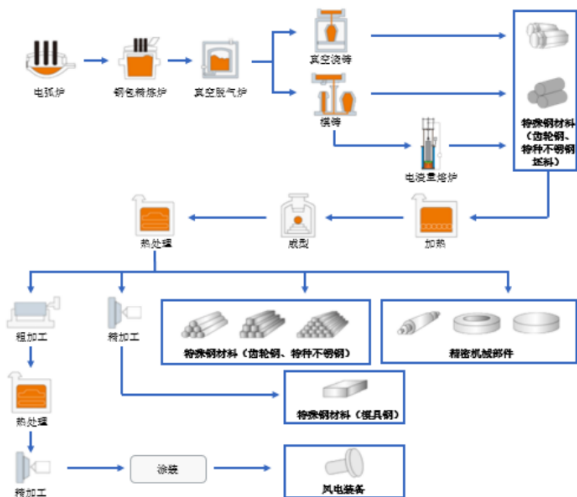 真空浇铸
电弧炉
钢包精炼炉
真空脱气炉
模铸
特殊钢材料
(齿轮钢、
特种不锈钢
坯料)
电渣重熔炉
热处理
成型
加热
粗加工
精加工
特殊钢材料(齿轮钢、特种不锈钢)
精密机械部件
热处理
特殊钢材料(模具钢)
精加工
涂装
风电装备